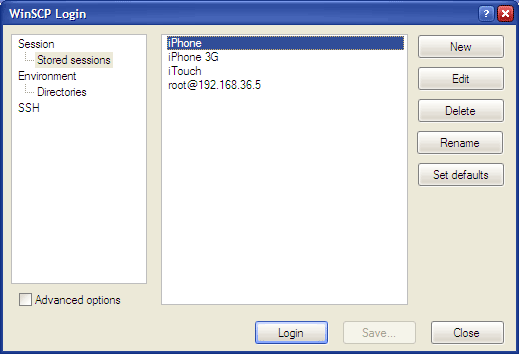 WinSCP Login
?
Session
Stored sessions
Environment
Directories
SSH
Advanced options
iPhone
iPhone 3G
iTouch
root@192.168.36.5
New
Edit
Delete
Rename
Set defaults
Login
Save...
Close